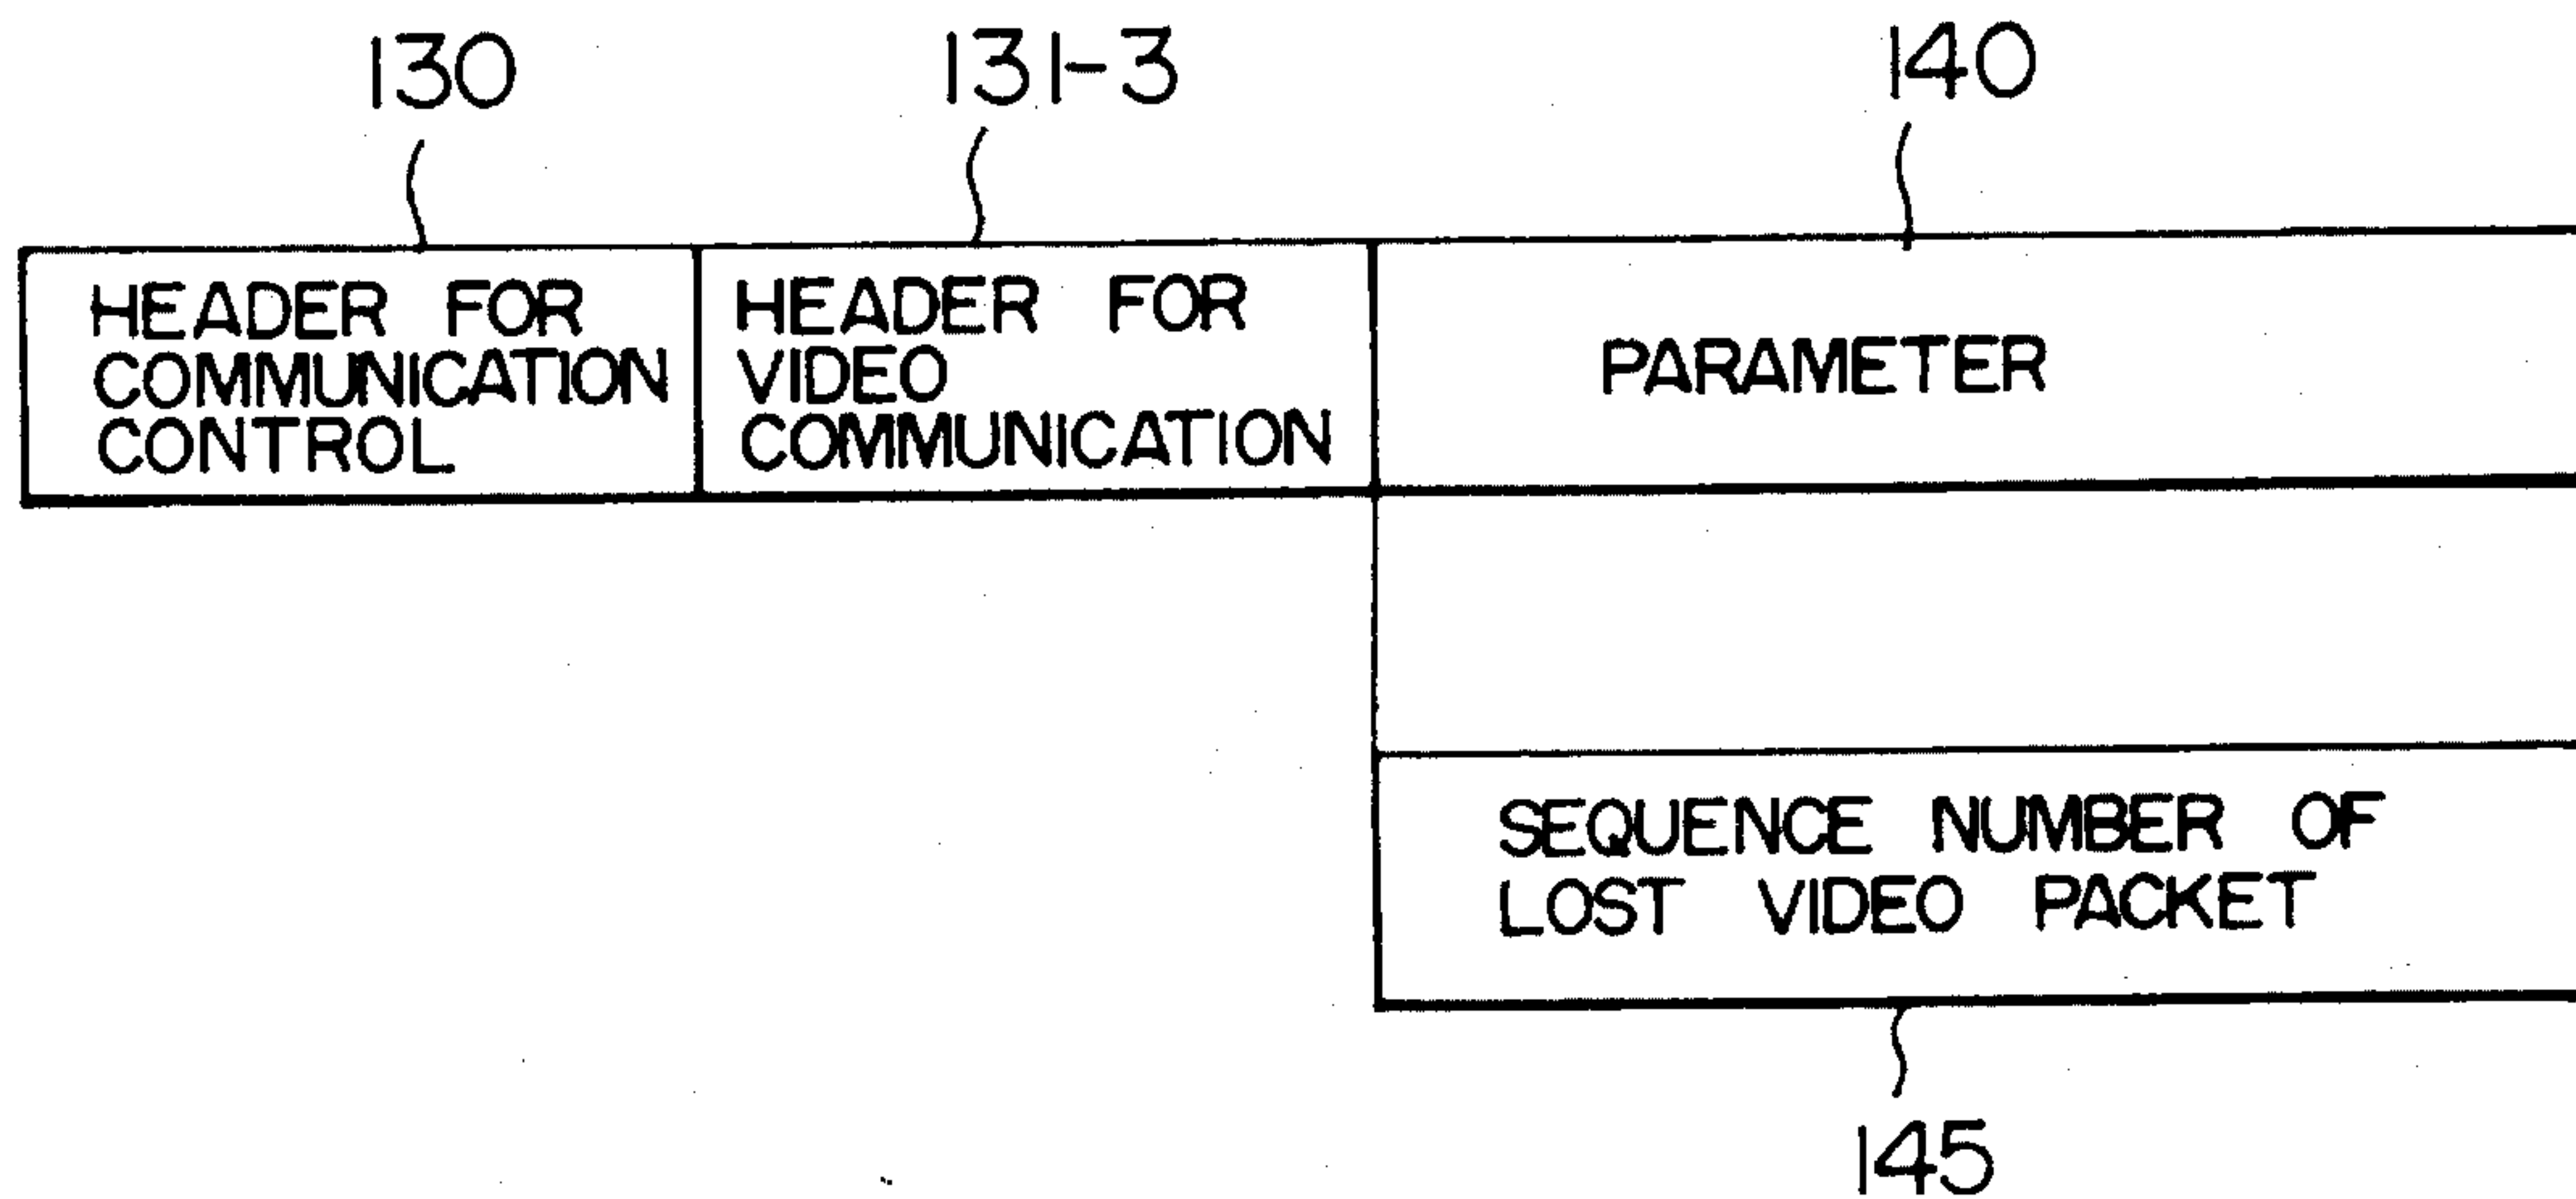 130
131-3
140
HEADER FOR
COMMUNICATION
CONTROL
HEADER FOR
VIDEO
COMMUNICATION
PARAMETER
SEQUENCE NUMBER OF
LOST VIDEO PACKET
145